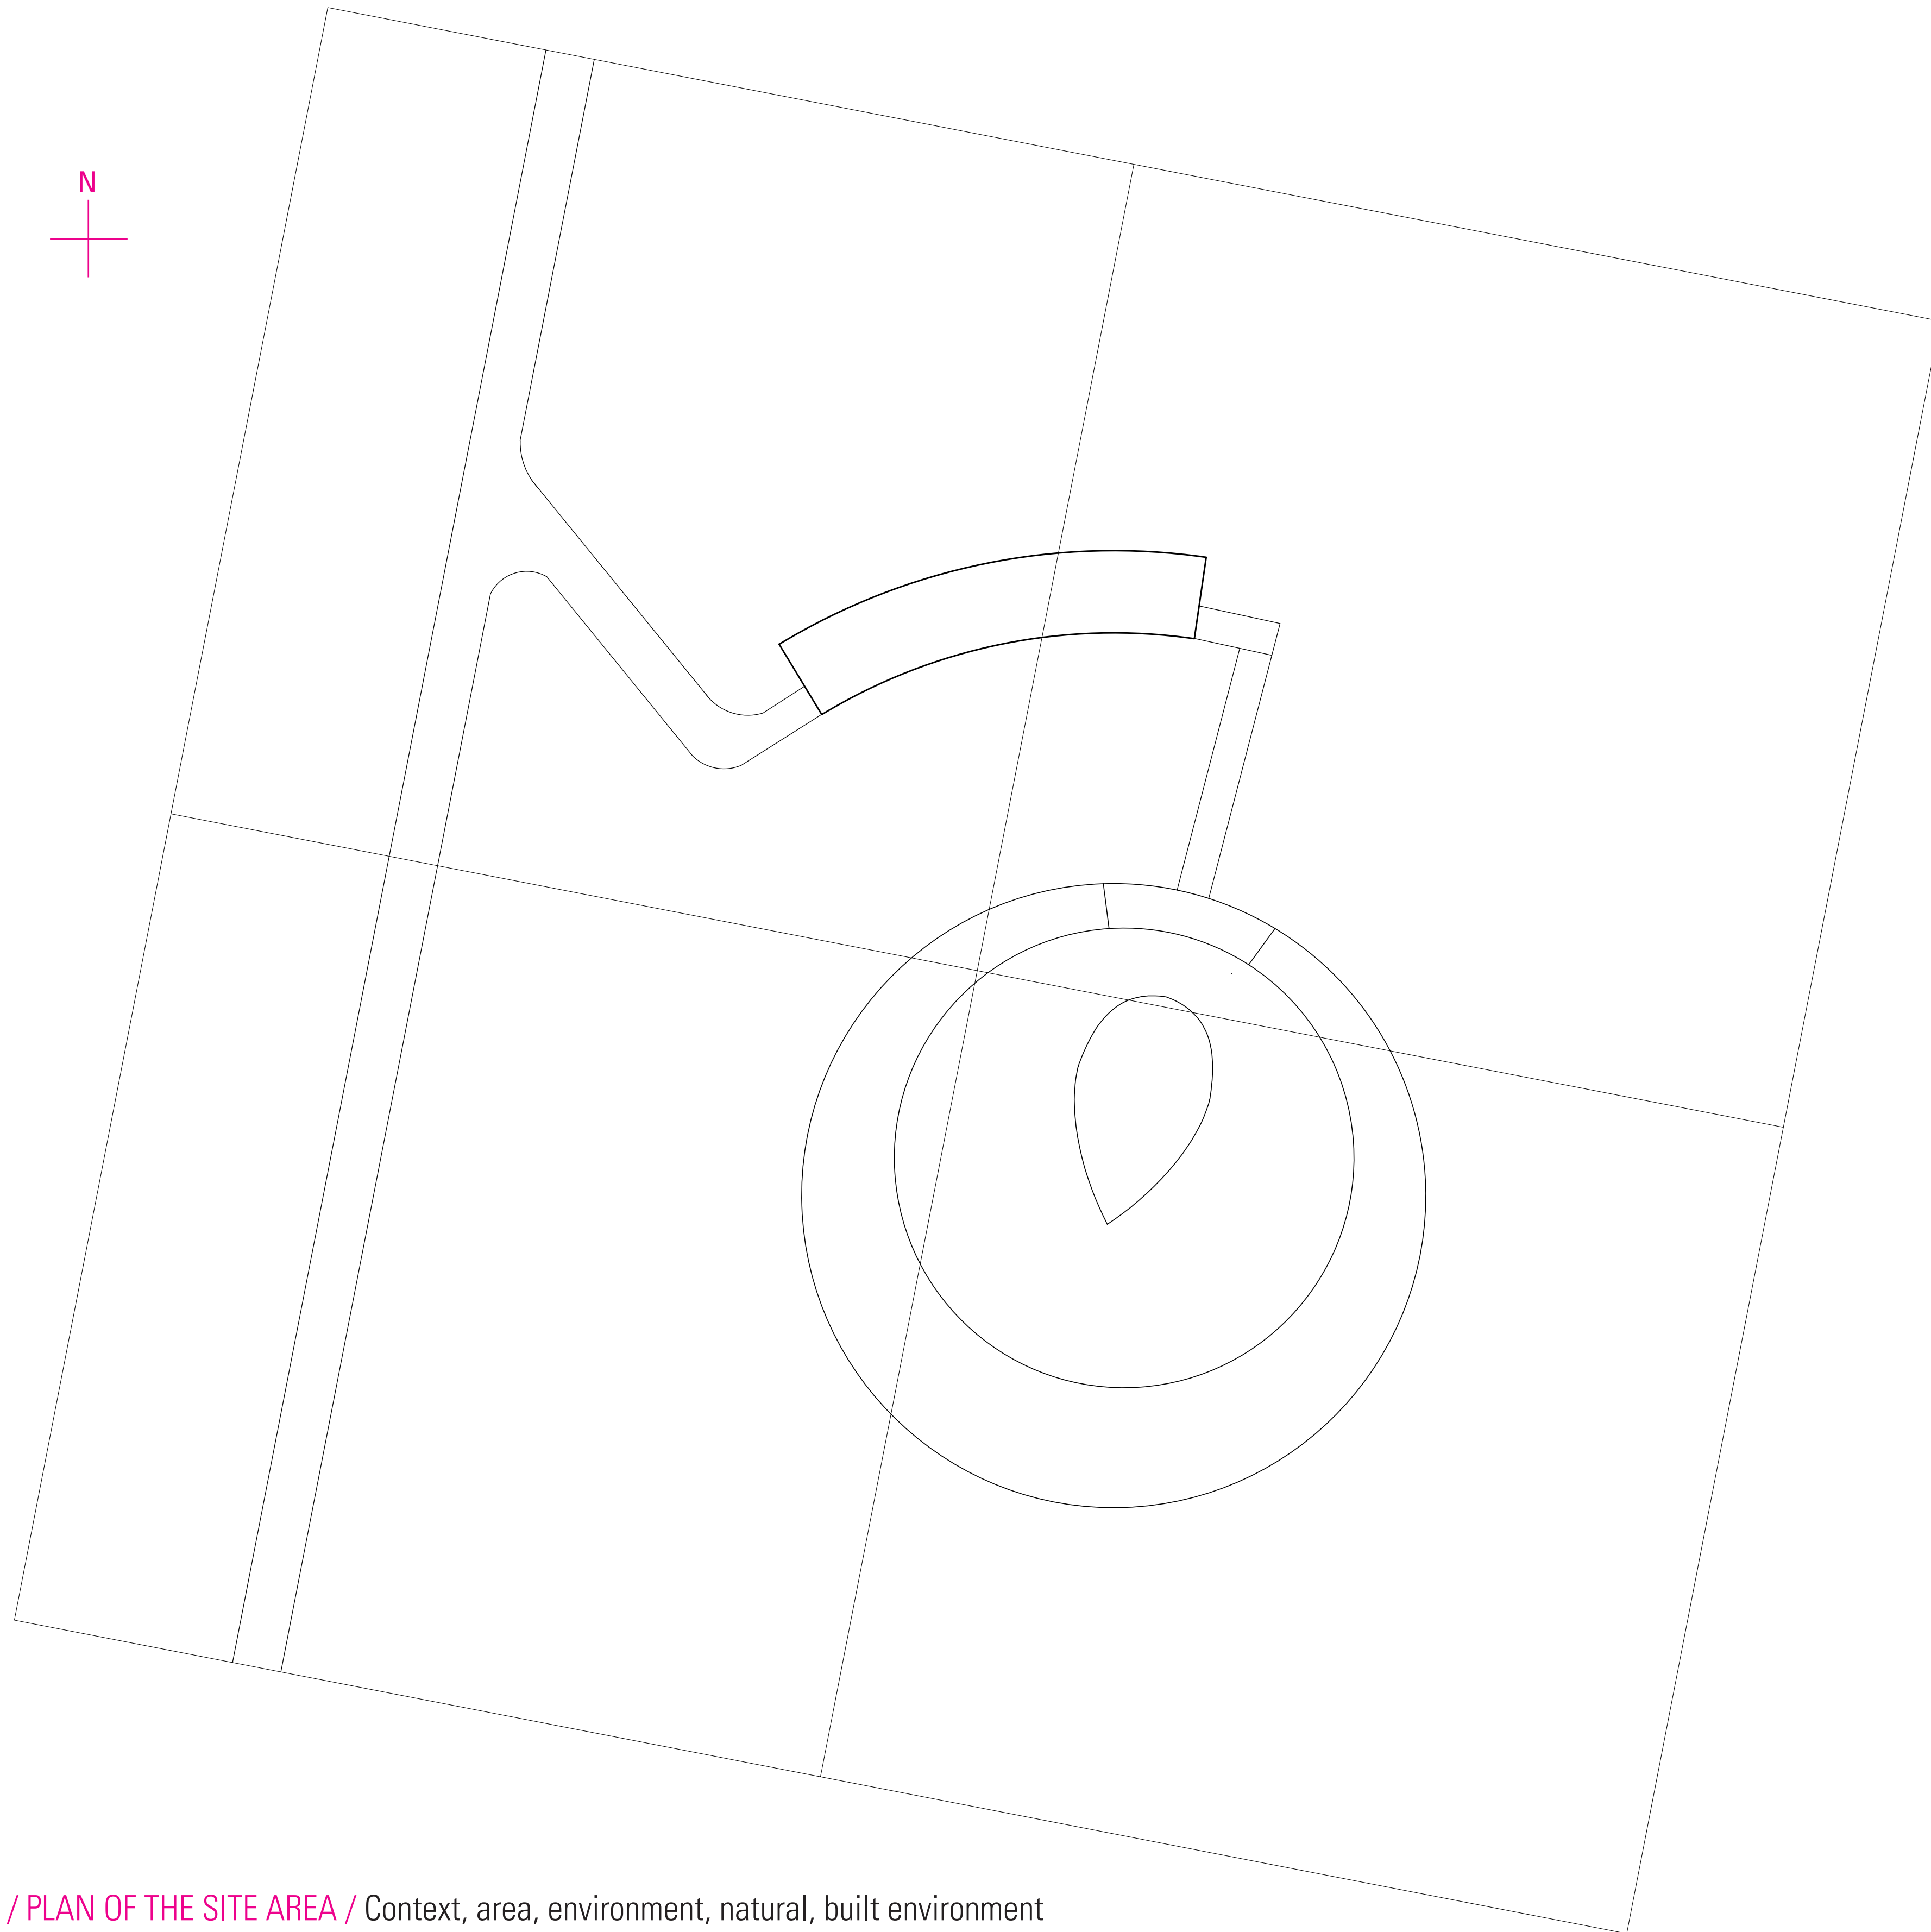 N
/ PLAN OF THE SITE AREA / Context, area, environment, natural, built environment